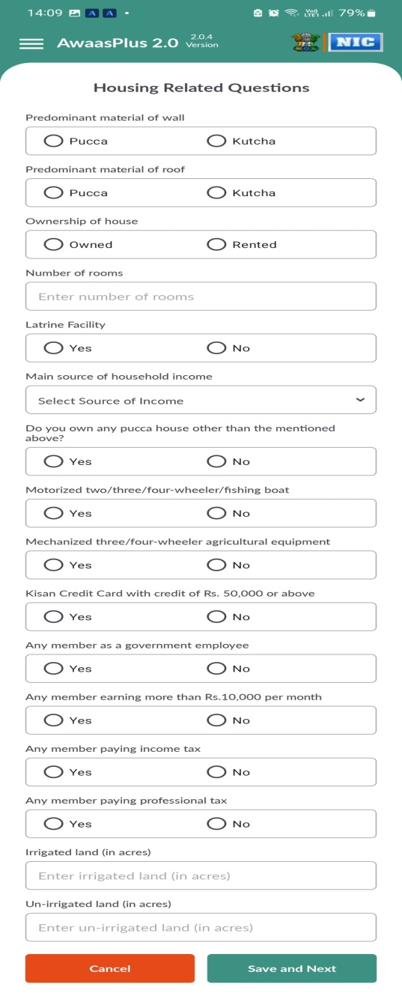 14:09 A A
Vo)) LTE1 79%
AwaasPlus 2.0 2.0.4 Version NIC
Housing Related Questions
Predominant material of wall
Pucca Kutcha
Predominant material of roof
Pucca Kutcha
Ownership of house
Owned Rented
Number of rooms
Enter number of rooms
Latrine Facility
Yes No
Main source of household income
Select Source of Income
Do you own any pucca house other than the mentioned
above?
Yes No
Motorized two/three/four-wheeler/fishing boat
Yes No
Mechanized three/four-wheeler agricultural equipment
Yes No
Kisan Credit Card with credit of Rs. 50,000 or above
Yes No
Any member as a government employee
Yes No
Any member earning more than Rs.10,000 per month
Yes No
Any member paying income tax
Yes No
Any member paying professional tax
Yes No
Irrigated land (in acres)
Enter irrigated land (in acres)
Un-irrigated land (in acres)
Enter un-irrigated land (in acres)
Cancel Save and Next